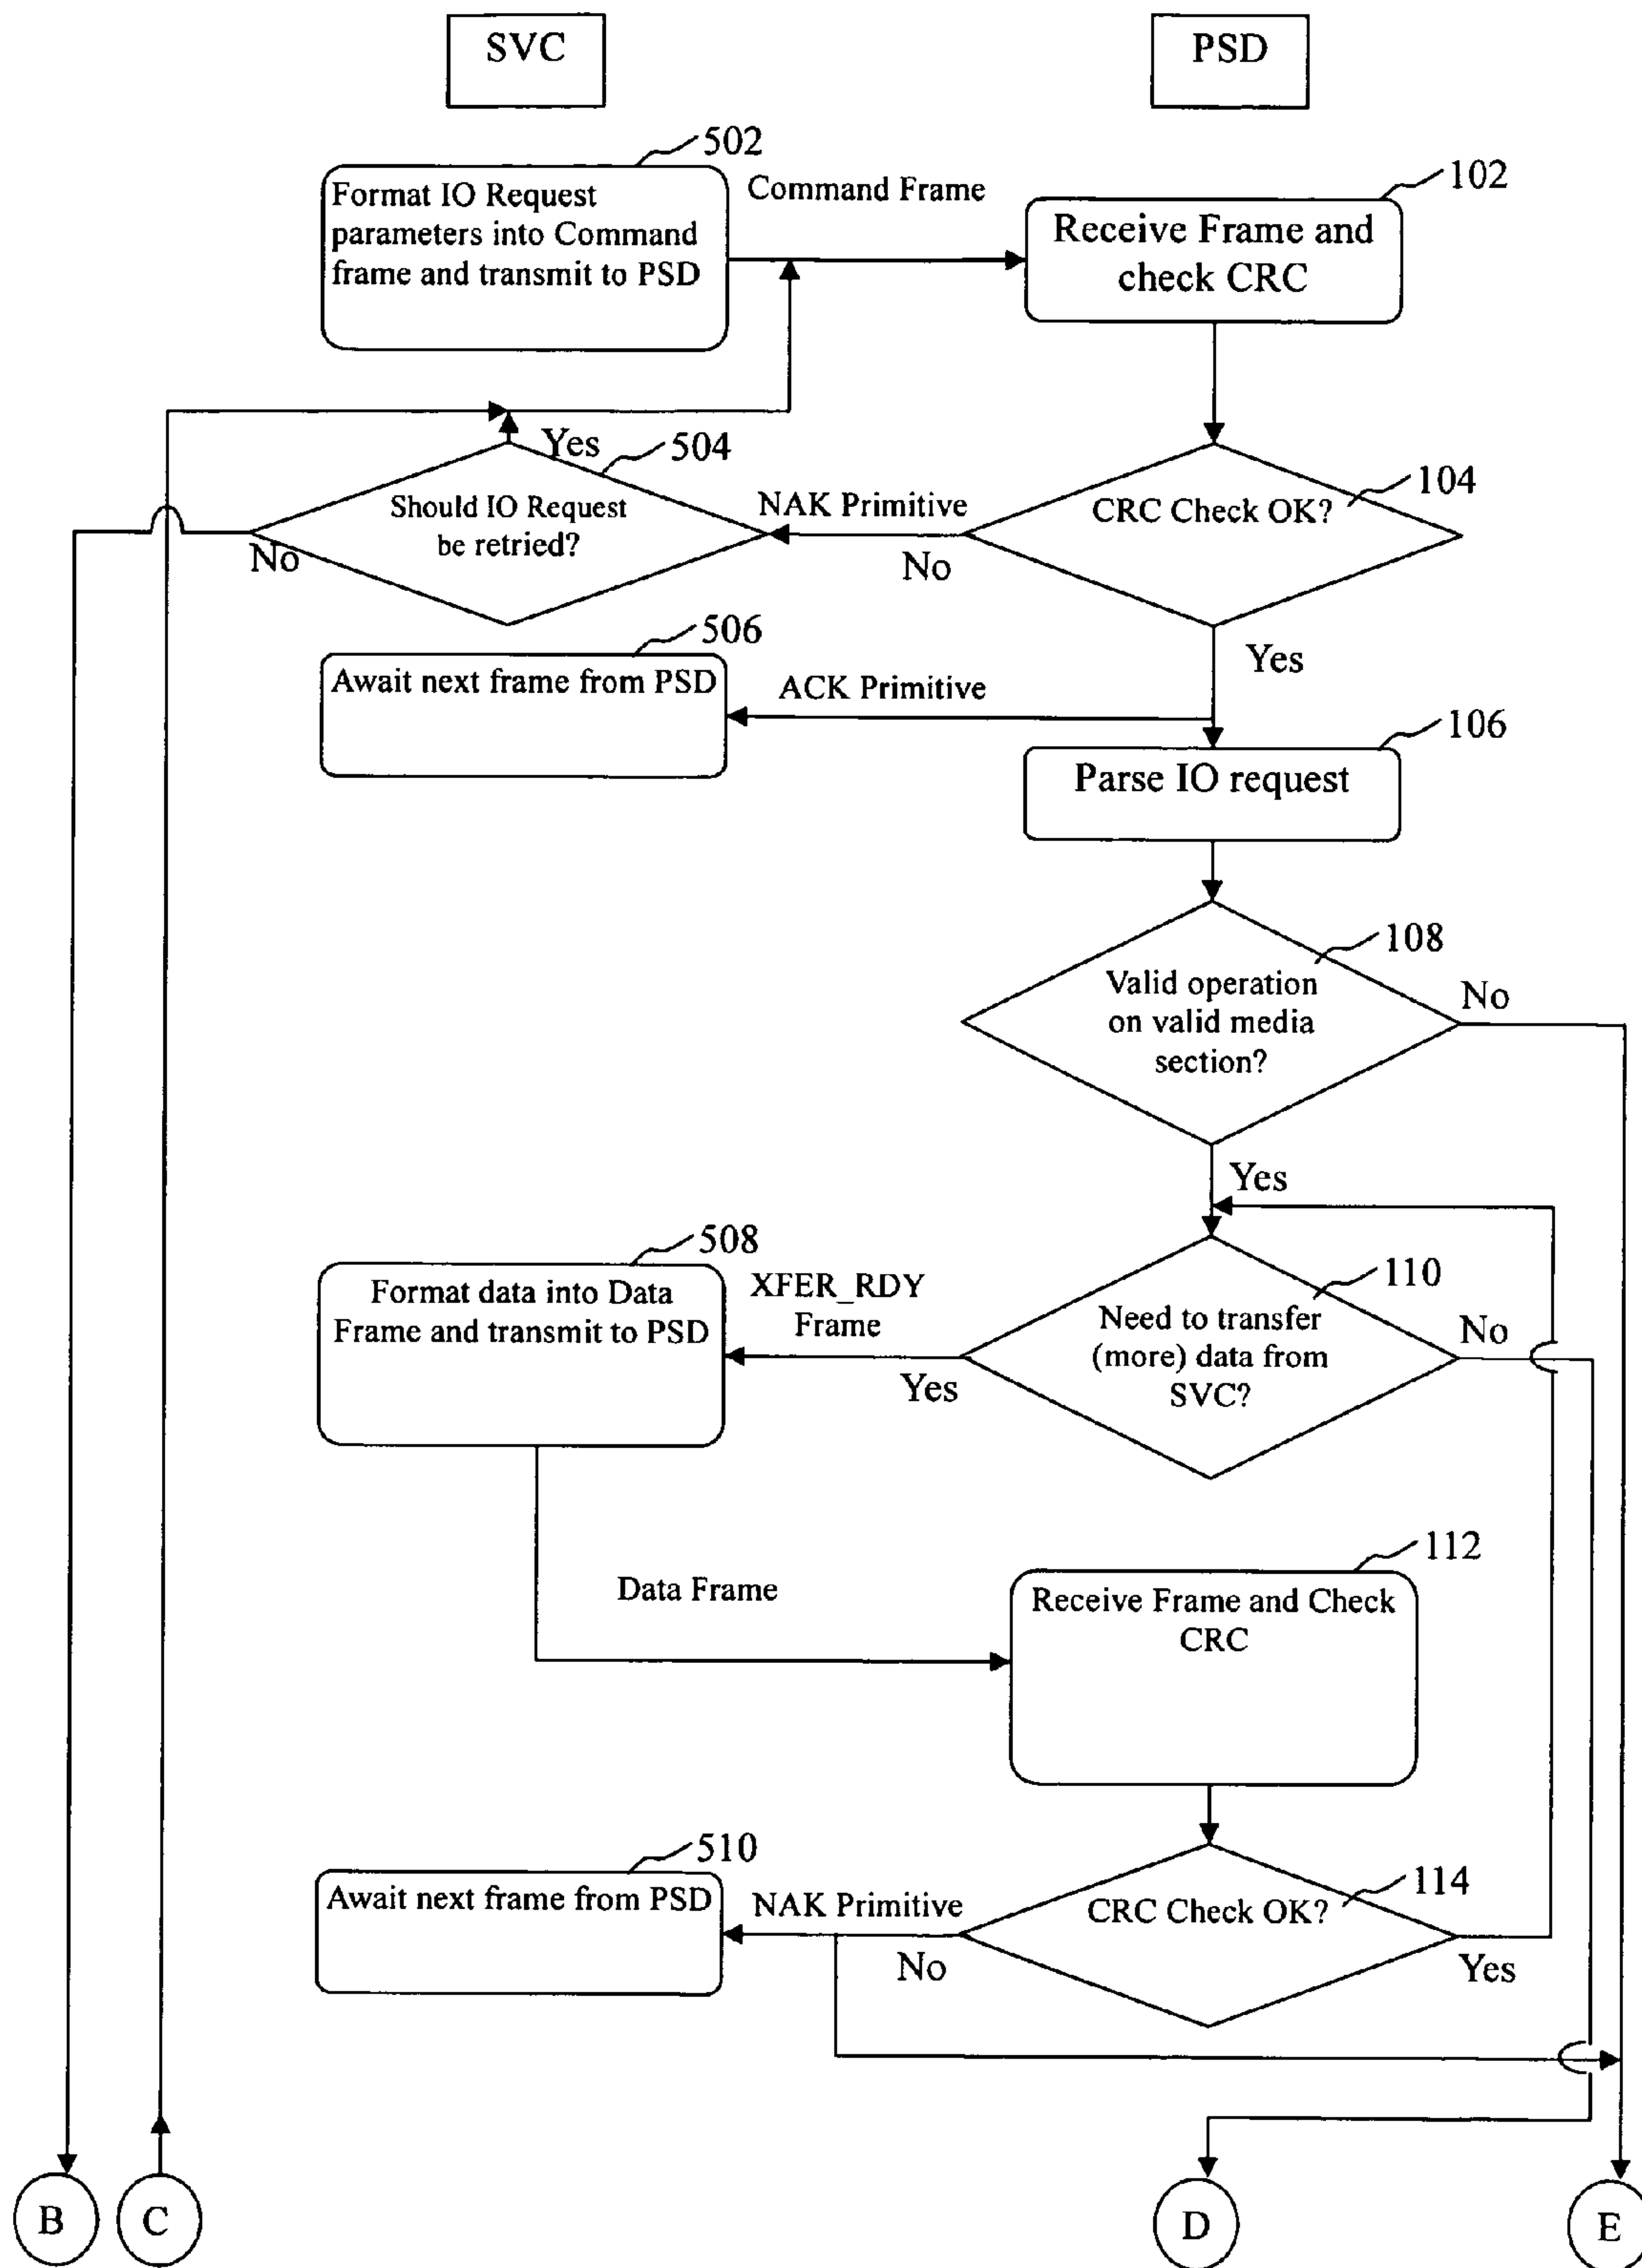 SVC
PSD
502
Command Frame
102
Format IO Request
parameters into Command
frame and transmit to PSD
Receive Frame and
check CRC
Yes
504
104
Should IO Request
be retried?
NAK Primitive
CRC Check OK?
No
No
506
Yes
Await next frame from PSD
ACK Primitive
106
Parse IO request
108
Valid operation
on valid media
section?
No
Yes
508
110
Format data into Data
Frame and transmit to PSD
XFER_RDY
Frame
Need to transfer
(more) data from
SVC?
No
Yes
112
Data Frame
Receive Frame and Check
CRC
510
114
Await next frame from PSD
NAK Primitive
CRC Check OK?
No
Yes
B
C
D
E